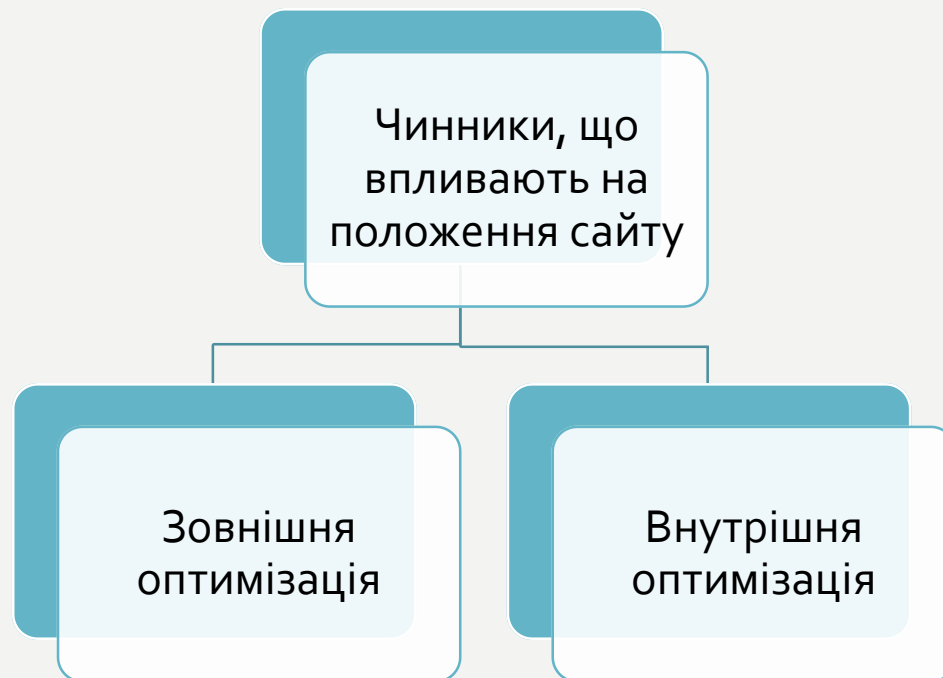 Чинники, що
впливають на
положення сайту
Зовнішня
оптимізація
Внутрішня
оптимізація